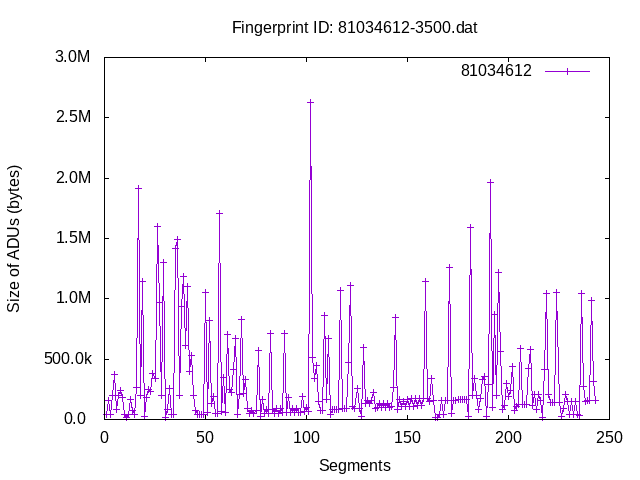 Fingerprint ID: 81034612-3500.dat
81034612
3.0M
2.5M
2.0M
1.5M
1.0M
500.0k
0.0
Size of ADUs (bytes)
0 50 100 150 200 250
Segments